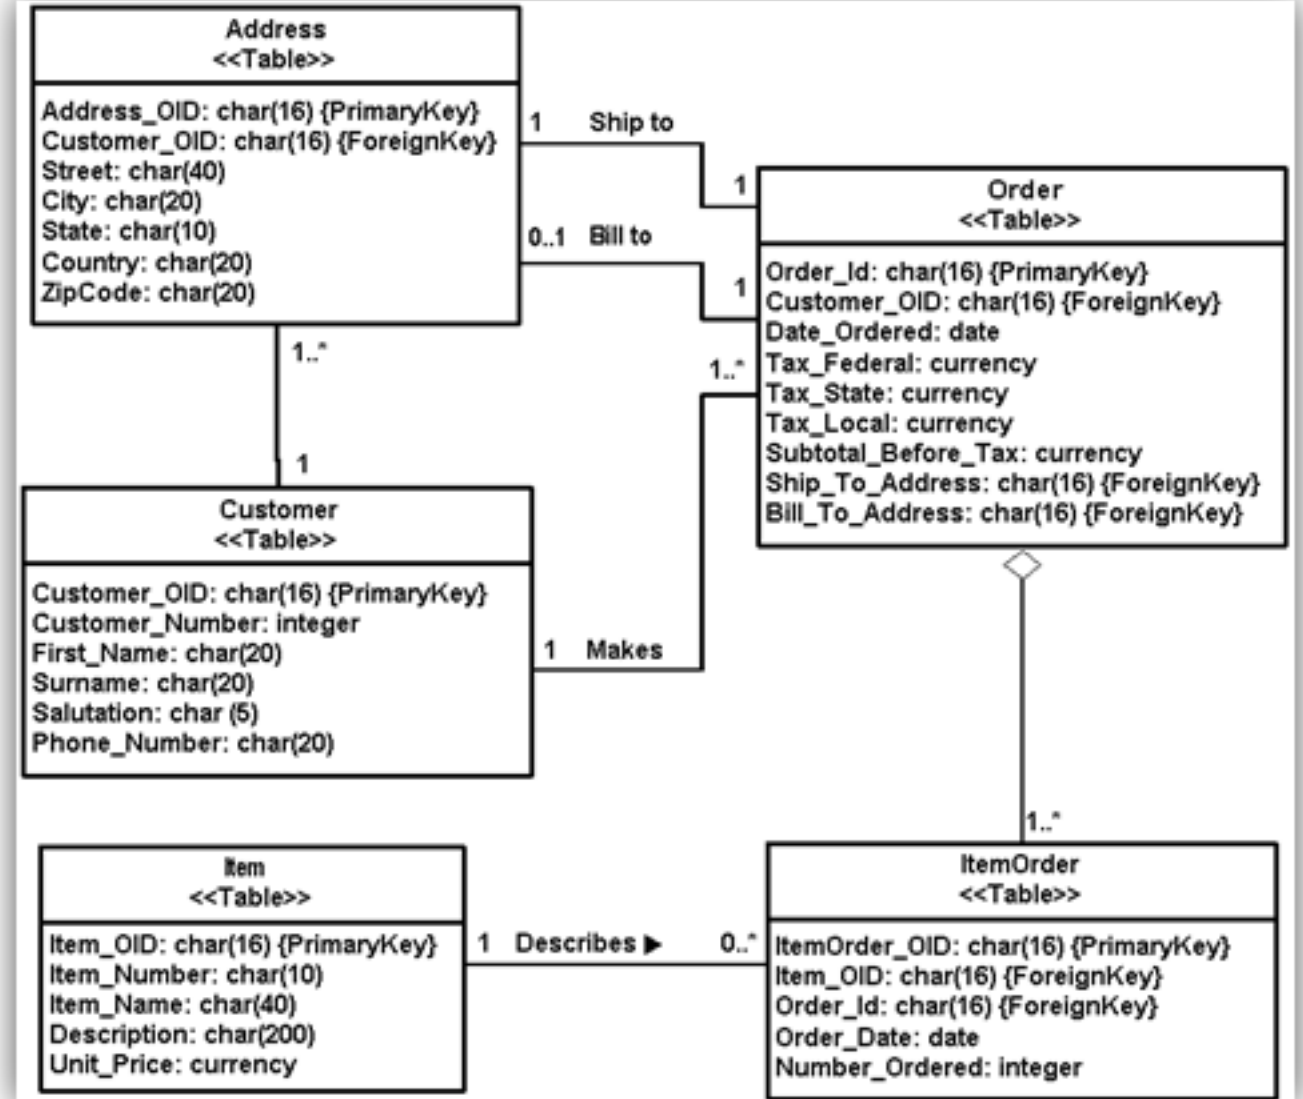 Address
<<Table>>
Address_OID: char(16) {PrimaryKey}
Customer_OID: char(16) {ForeignKey}
Street: char(40)
City: char(20)
State: char(10)
Country: char(20)
ZipCode: char(20)
1 Ship to
1
0..1 Bill to
1
Order
<<Table>>
Order_Id: char(16) {PrimaryKey}
Customer_OID: char(16) {ForeignKey}
Date_Ordered: date
Tax_Federal: currency
Tax_State: currency
Tax_Local: currency
Subtotal_Before_Tax: currency
Ship_To_Address: char(16) {ForeignKey}
Bill_To_Address: char(16) {ForeignKey}
1..*
1..*
1
Customer
<<Table>>
Customer_OID: char(16) {PrimaryKey}
Customer_Number: integer
First_Name: char(20)
Surname: char(20)
Salutation: char (5)
Phone_Number: char(20)
1 Makes
1..*
Item
<<Table>>
Item_OID: char(16) {PrimaryKey}
Item_Number: char(10)
Item_Name: char(40)
Description: char(200)
Unit_Price: currency
1 Describes ▶ 0..*
ItemOrder
<<Table>>
ItemOrder_OID: char(16) {PrimaryKey}
Item_OID: char(16) {ForeignKey}
Order_Id: char(16) {ForeignKey}
Order_Date: date
Number_Ordered: integer